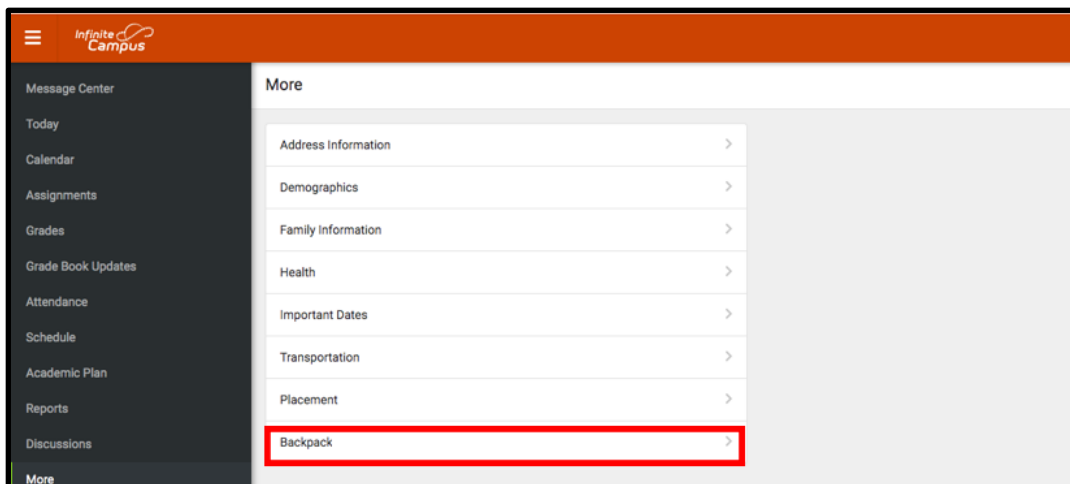 Infinite
Campus
Message Center
Today
Calendar
Assignments
Grades
Grade Book Updates
Attendance
Schedule
Academic Plan
Reports
Discussions
More
More
Address Information
Demographics
Family Information
Health
Important Dates
Transportation
Placement
Backpack